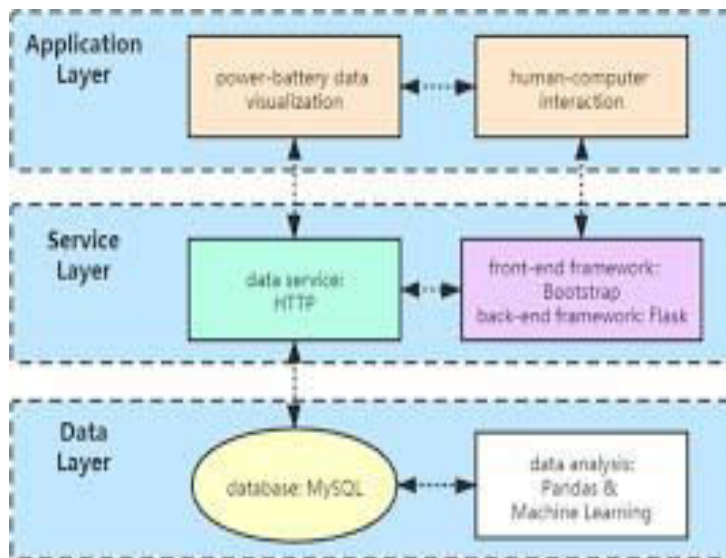 Application
Layer
power-battery data
visualization
human-computer
interaction
Service
Layer
data service:
HTTP
front-end framework:
Bootstrap
back-end framework: Flask
Data
Layer
database: MySQL
data analysis:
Pandas &
Machine Learning